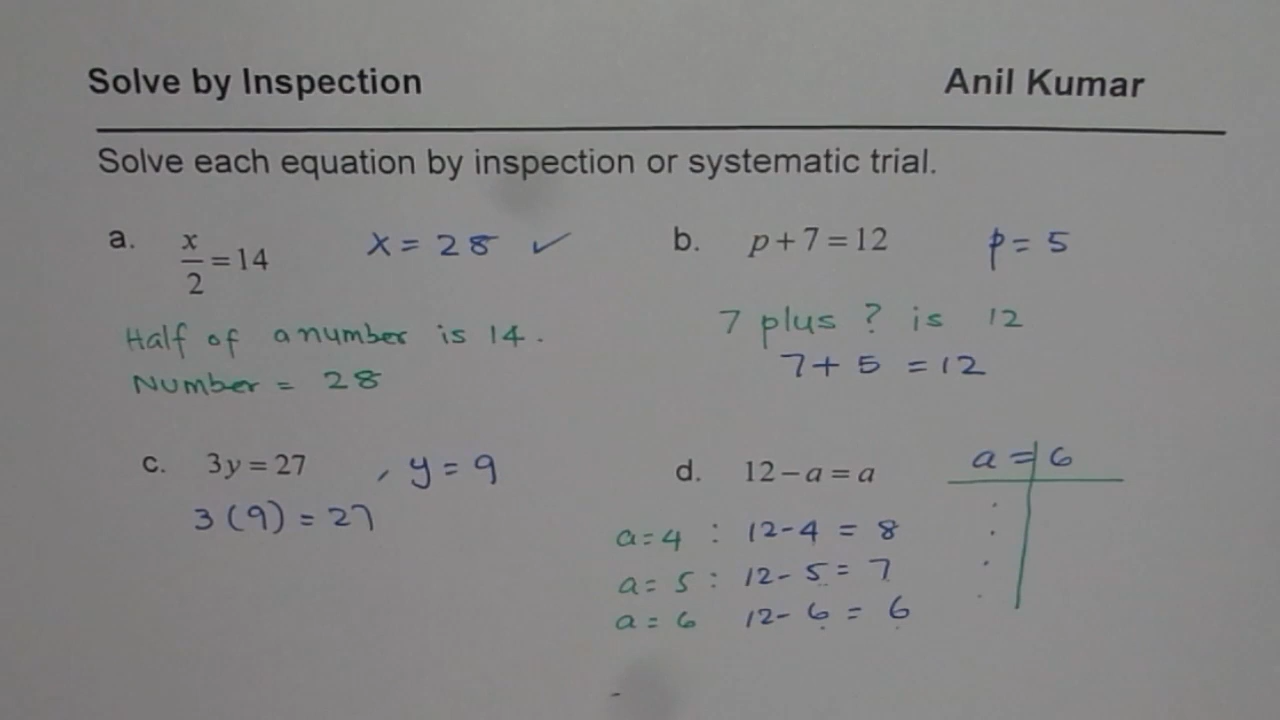 Solve by Inspection Anil Kumar
Solve each equation by inspection or systematic trial.
a. x/2 = 14 x = 28 ✓
Half of a number is 14.
Number = 28
b. p + 7 = 12 p = 5
7 plus ? is 12
7 + 5 = 12
c. 3y = 27 , y = 9
3 (9) = 27
d. 12 – a = a a = 6
a = 4 : 12 - 4 = 8
a = 5 : 12 - 5 = 7
a = 6 12 - 6 = 6